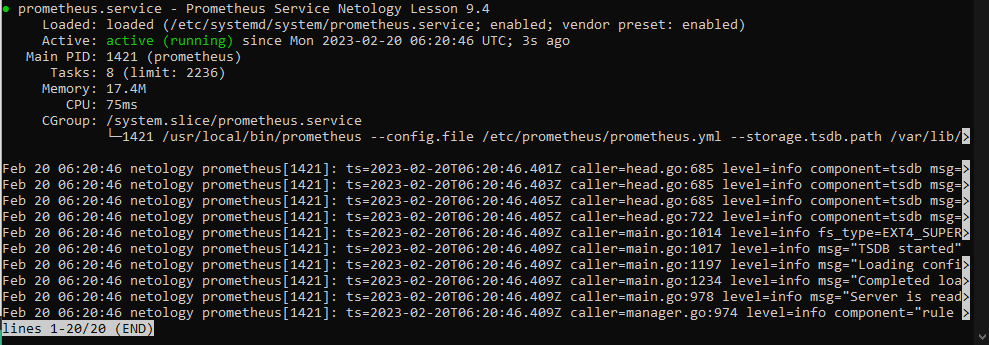 ● prometheus.service - Prometheus Service Netology Lesson 9.4
Loaded: loaded (/etc/systemd/system/prometheus.service; enabled; vendor preset: enabled)
Active: active (running) since Mon 2023-02-20 06:20:46 UTC; 3s ago
Main PID: 1421 (prometheus)
Tasks: 8 (limit: 2236)
Memory: 17.4M
CPU: 75ms
CGroup: /system.slice/prometheus.service
└─1421 /usr/local/bin/prometheus --config.file /etc/prometheus/prometheus.yml --storage.tsdb.path /var/lib/>
Feb 20 06:20:46 netology prometheus[1421]: ts=2023-02-20T06:20:46.401Z caller=head.go:685 level=info component=tsdb msg=>
Feb 20 06:20:46 netology prometheus[1421]: ts=2023-02-20T06:20:46.403Z caller=head.go:685 level=info component=tsdb msg=>
Feb 20 06:20:46 netology prometheus[1421]: ts=2023-02-20T06:20:46.405Z caller=head.go:685 level=info component=tsdb msg=>
Feb 20 06:20:46 netology prometheus[1421]: ts=2023-02-20T06:20:46.405Z caller=head.go:722 level=info component=tsdb msg=>
Feb 20 06:20:46 netology prometheus[1421]: ts=2023-02-20T06:20:46.409Z caller=main.go:1014 level=info fs_type=EXT4_SUPER>
Feb 20 06:20:46 netology prometheus[1421]: ts=2023-02-20T06:20:46.409Z caller=main.go:1017 level=info msg="TSDB started"
Feb 20 06:20:46 netology prometheus[1421]: ts=2023-02-20T06:20:46.409Z caller=main.go:1197 level=info msg="Loading confi>
Feb 20 06:20:46 netology prometheus[1421]: ts=2023-02-20T06:20:46.409Z caller=main.go:1234 level=info msg="Completed loa>
Feb 20 06:20:46 netology prometheus[1421]: ts=2023-02-20T06:20:46.409Z caller=main.go:978 level=info msg="Server is read>
Feb 20 06:20:46 netology prometheus[1421]: ts=2023-02-20T06:20:46.409Z caller=manager.go:974 level=info component="rule >
lines 1-20/20 (END)